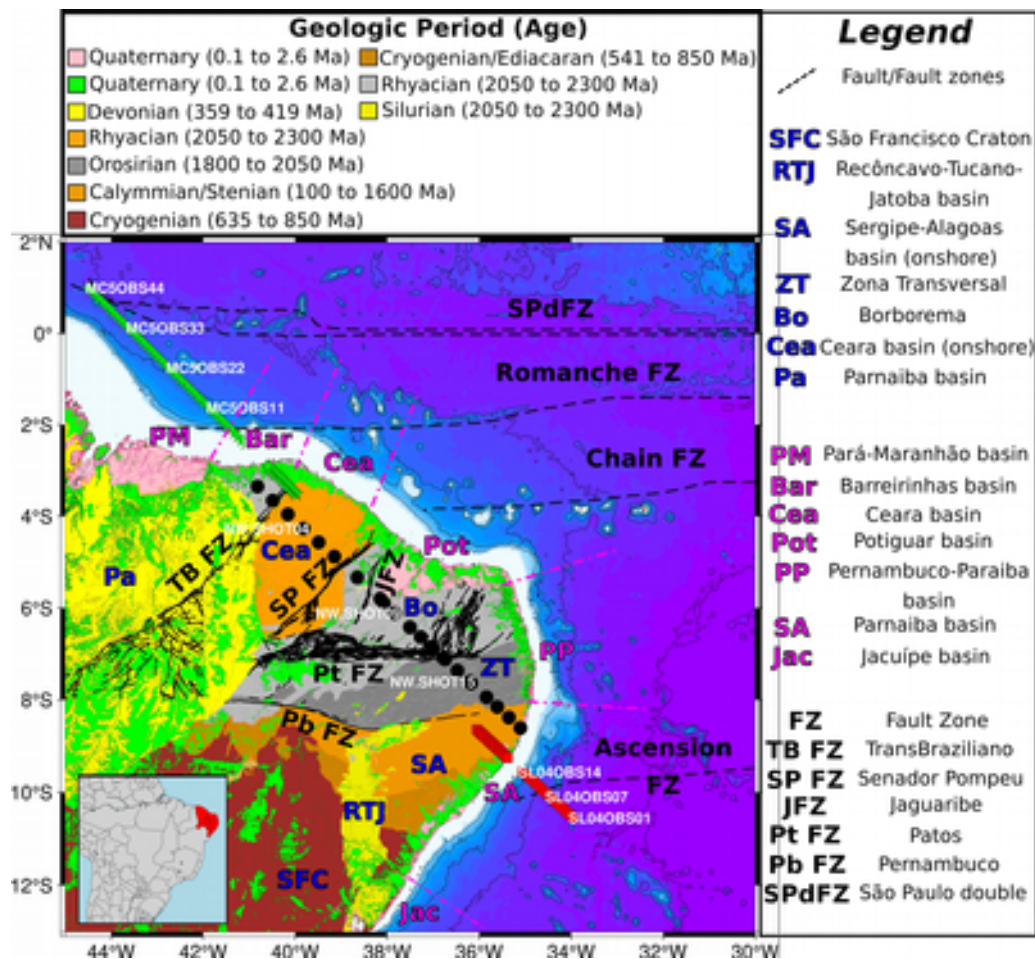 Geologic Period (Age)
Quaternary (0.1 to 2.6 Ma)
Cryogenian/Ediacaran (541 to 850 Ma)
Quaternary (0.1 to 2.6 Ma)
Rhyacian (2050 to 2300 Ma)
Devonian (359 to 419 Ma)
Silurian (2050 to 2300 Ma)
Rhyacian (2050 to 2300 Ma)
Orosirian (1800 to 2050 Ma)
Calymmian/Stenian (100 to 1600 Ma)
Cryogenian (635 to 850 Ma)
2°N
0°
2°S
4°S
6°S
8°S
10°S
12°S
MC5OBS44
SPdFZ
MC5OBS33
MC5OBS22
Romanche FZ
MC5OBS11
PM
Bar
Cea
Chain FZ
NW.SHOT04
Cea
Pot
Pa
TB FZ
SP FZ
JFZ
Bo
Pt FZ
ZT
PP
Pb FZ
Ascension
FZ
SA
SL04OBS14
SA
SL04OBS07
RTJ
SL04OBS01
SFC
Jac
44°W
42°W
40°W
38°W
36°W
34°W
32°W
30°W
Legend
Fault/Fault zones
SFC São Francisco Craton
RTJ Recôncavo-Tucano-
Jatoba basin
SA Sergipe-Alagoas
basin (onshore)
ZT Zona Transversal
Bo Borborema
Cea Ceara basin (onshore)
Pa Parnaiba basin
PM Pará-Maranhão basin
Bar Barreirinhas basin
Cea Ceara basin
Pot Potiguar basin
PP Pernambuco-Paraiba
basin
SA Parnaiba basin
Jac Jacuípe basin
FZ Fault Zone
TB FZ TransBraziliano
SP FZ Senador Pompeu
JFZ Jaguaribe
Pt FZ Patos
Pb FZ Pernambuco
SPdFZ São Paulo double